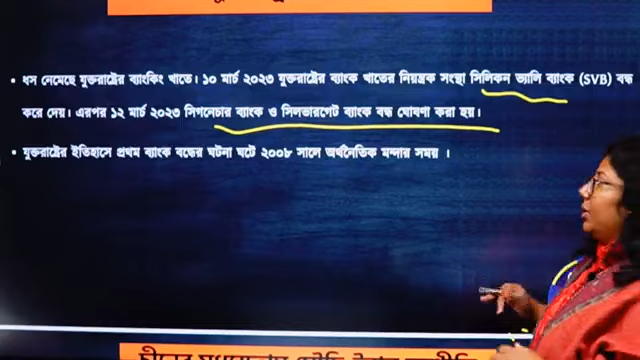 • ধস নেমেছে যুক্তরাষ্ট্রের ব্যাংকিং খাতে। ১০ মার্চ ২০২৩ যুক্তরাষ্ট্রের ব্যাংক খাতের নিয়ন্ত্রক সংস্থা সিলিকন ভ্যালি ব্যাংক (SVB) বন্ধ
করে দেয়। এরপর ১২ মার্চ ২০২৩ সিগনেচার ব্যাংক ও সিলভারগেট ব্যাংক বন্ধ ঘোষণা করা হয়।
• যুক্তরাষ্ট্রের ইতিহাসে প্রথম ব্যাংক বন্ধের ঘটনা ঘটে ২০০৮ সালে অর্থনৈতিক মন্দার সময় ।